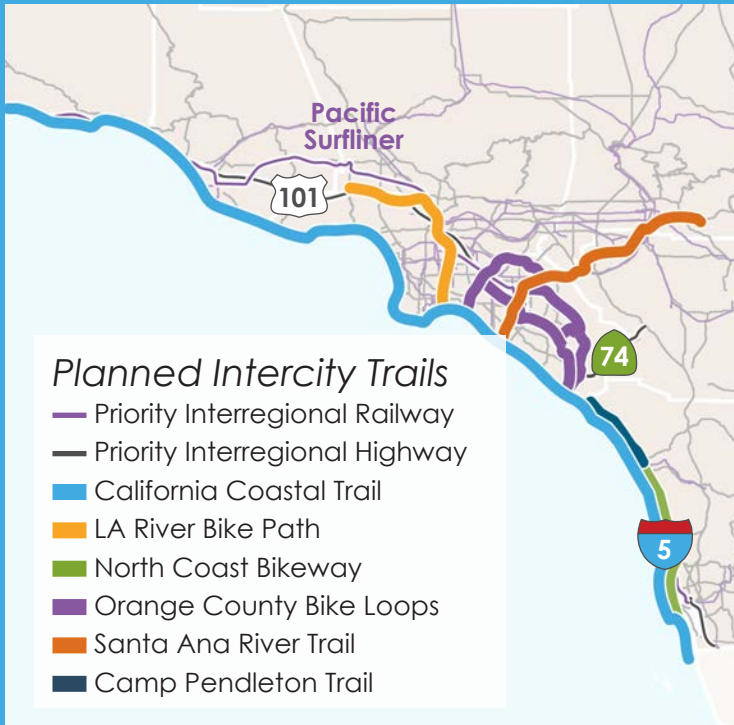 Pacific
Surfliner
101
74
Planned Intercity Trails
Priority Interregional Railway
Priority Interregional Highway
California Coastal Trail
LA River Bike Path
North Coast Bikeway
5
Orange County Bike Loops
Santa Ana River Trail
Camp Pendleton Trail